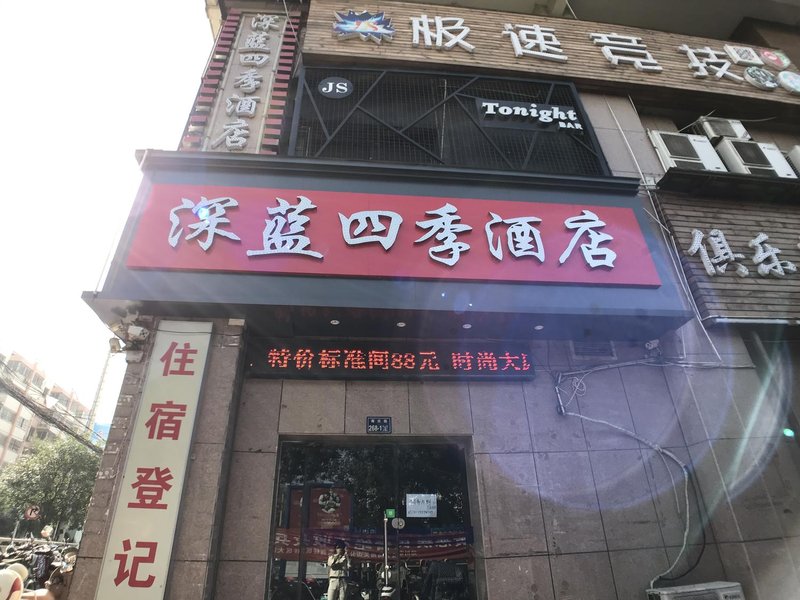 极速竞技
深蓝四季酒店
JS
Tonight
BAR
深蓝四季酒店
俱乐
特价标准间88元 时尚大
住宿登记